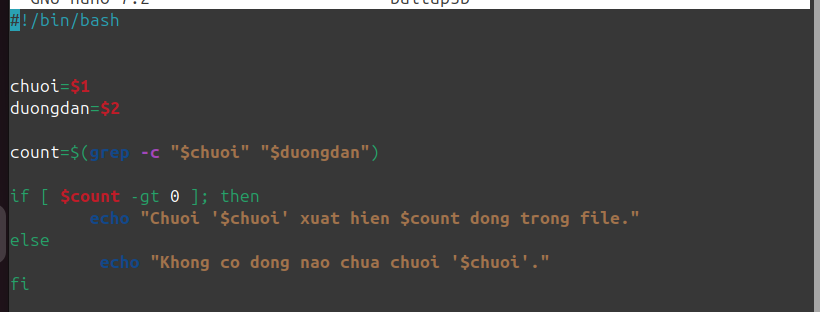 #!/bin/bash
chuoi=$1
duongdan=$2
count=$(grep -c "$chuoi" "$duongdan")
if [ $count -gt 0 ]; then
echo "Chuoi '$chuoi' xuat hien $count dong trong file."
else
echo "Khong co dong nao chua chuoi '$chuoi'."
fi